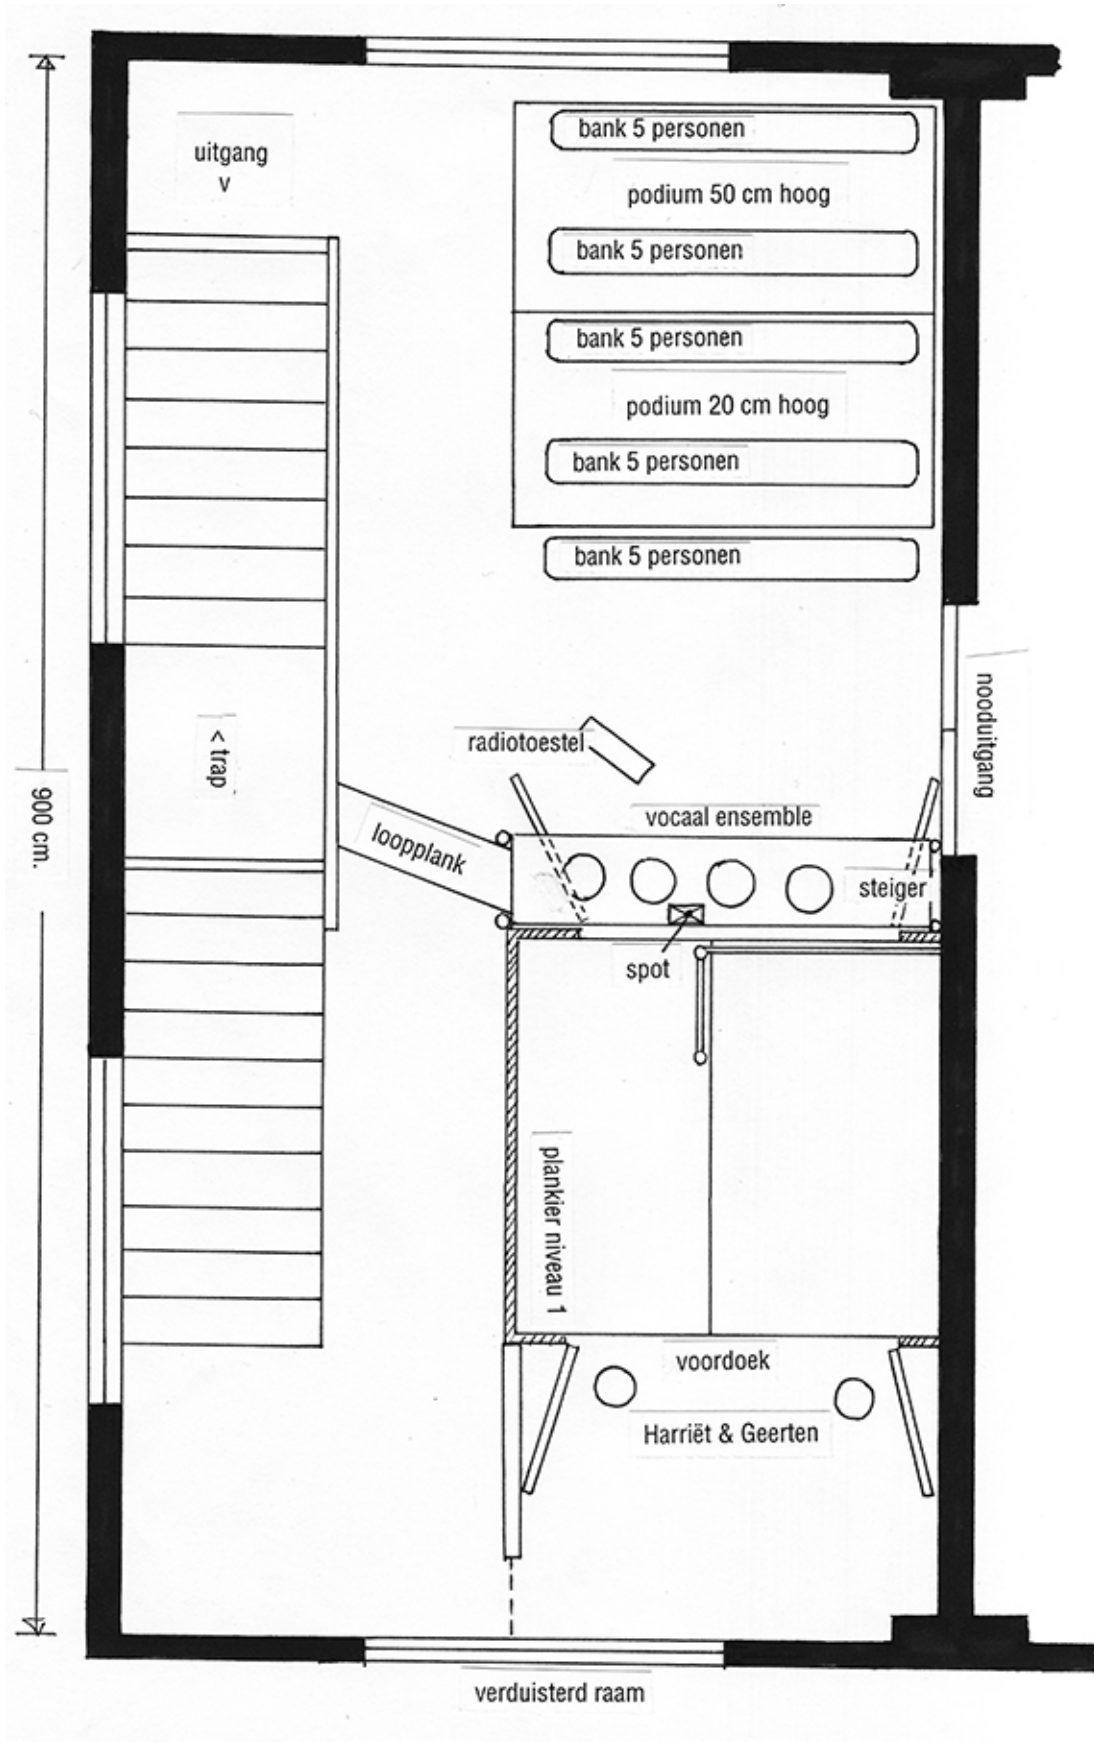 uitgang
v
bank 5 personen
podium 50 cm hoog
bank 5 personen
bank 5 personen
podium 20 cm hoog
bank 5 personen
bank 5 personen
nooduitgang
< trap
radiotoestel
900 cm.
vocaal ensemble
loopplank
steiger
spot
plankier niveau 1
voordoek
Harriët & Geerten
verduisterd raam